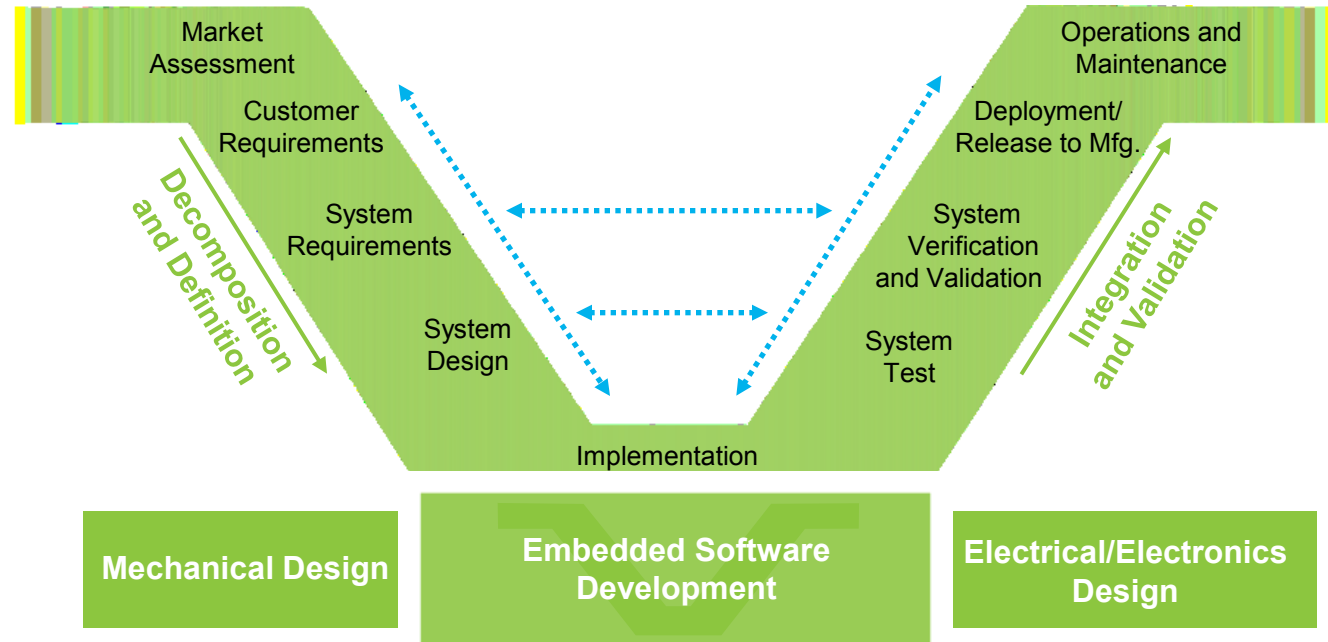 Market
Assessment
Customer
Requirements
System
Requirements
System
Design
Decomposition
and Definition
Implementation
Operations and
Maintenance
Deployment/
Release to Mfg.
System
Verification
and Validation
System
Test
Integration
and Validation
Mechanical Design
Embedded Software
Development
Electrical/Electronics
Design